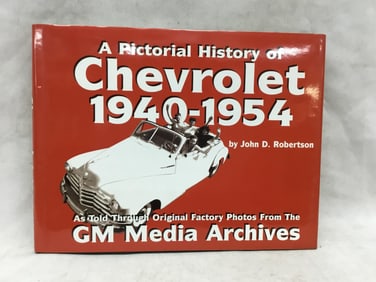 A Pictorial History of
Chevrolet
1940-1954
by John D. Robertson
As Told Through Original Factory Photos From The
GM Media Archives